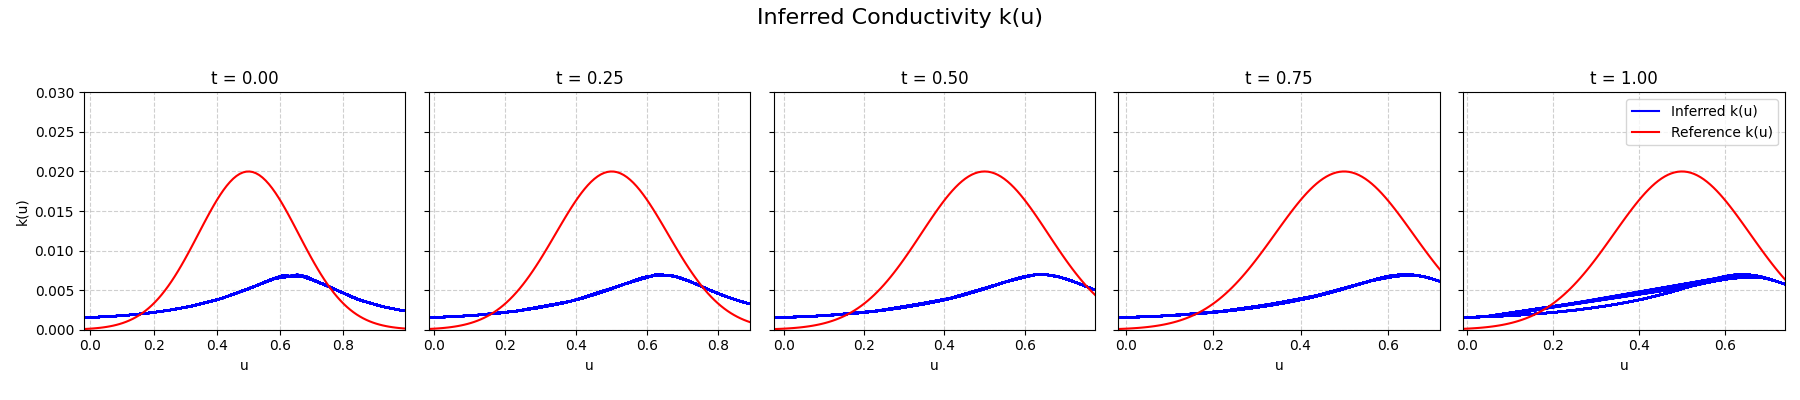 Inferred Conductivity k(u)
t = 0.00
t = 0.25
t = 0.50
t = 0.75
t = 1.00
k(u)
0.030
0.025
0.020
0.015
0.010
0.005
0.000
Inferred k(u)
Reference k(u)
0.0 0.2 0.4 0.6 0.8
0.0 0.2 0.4 0.6 0.8
0.0 0.2 0.4 0.6
0.0 0.2 0.4 0.6
0.0 0.2 0.4 0.6
u
u
u
u
u